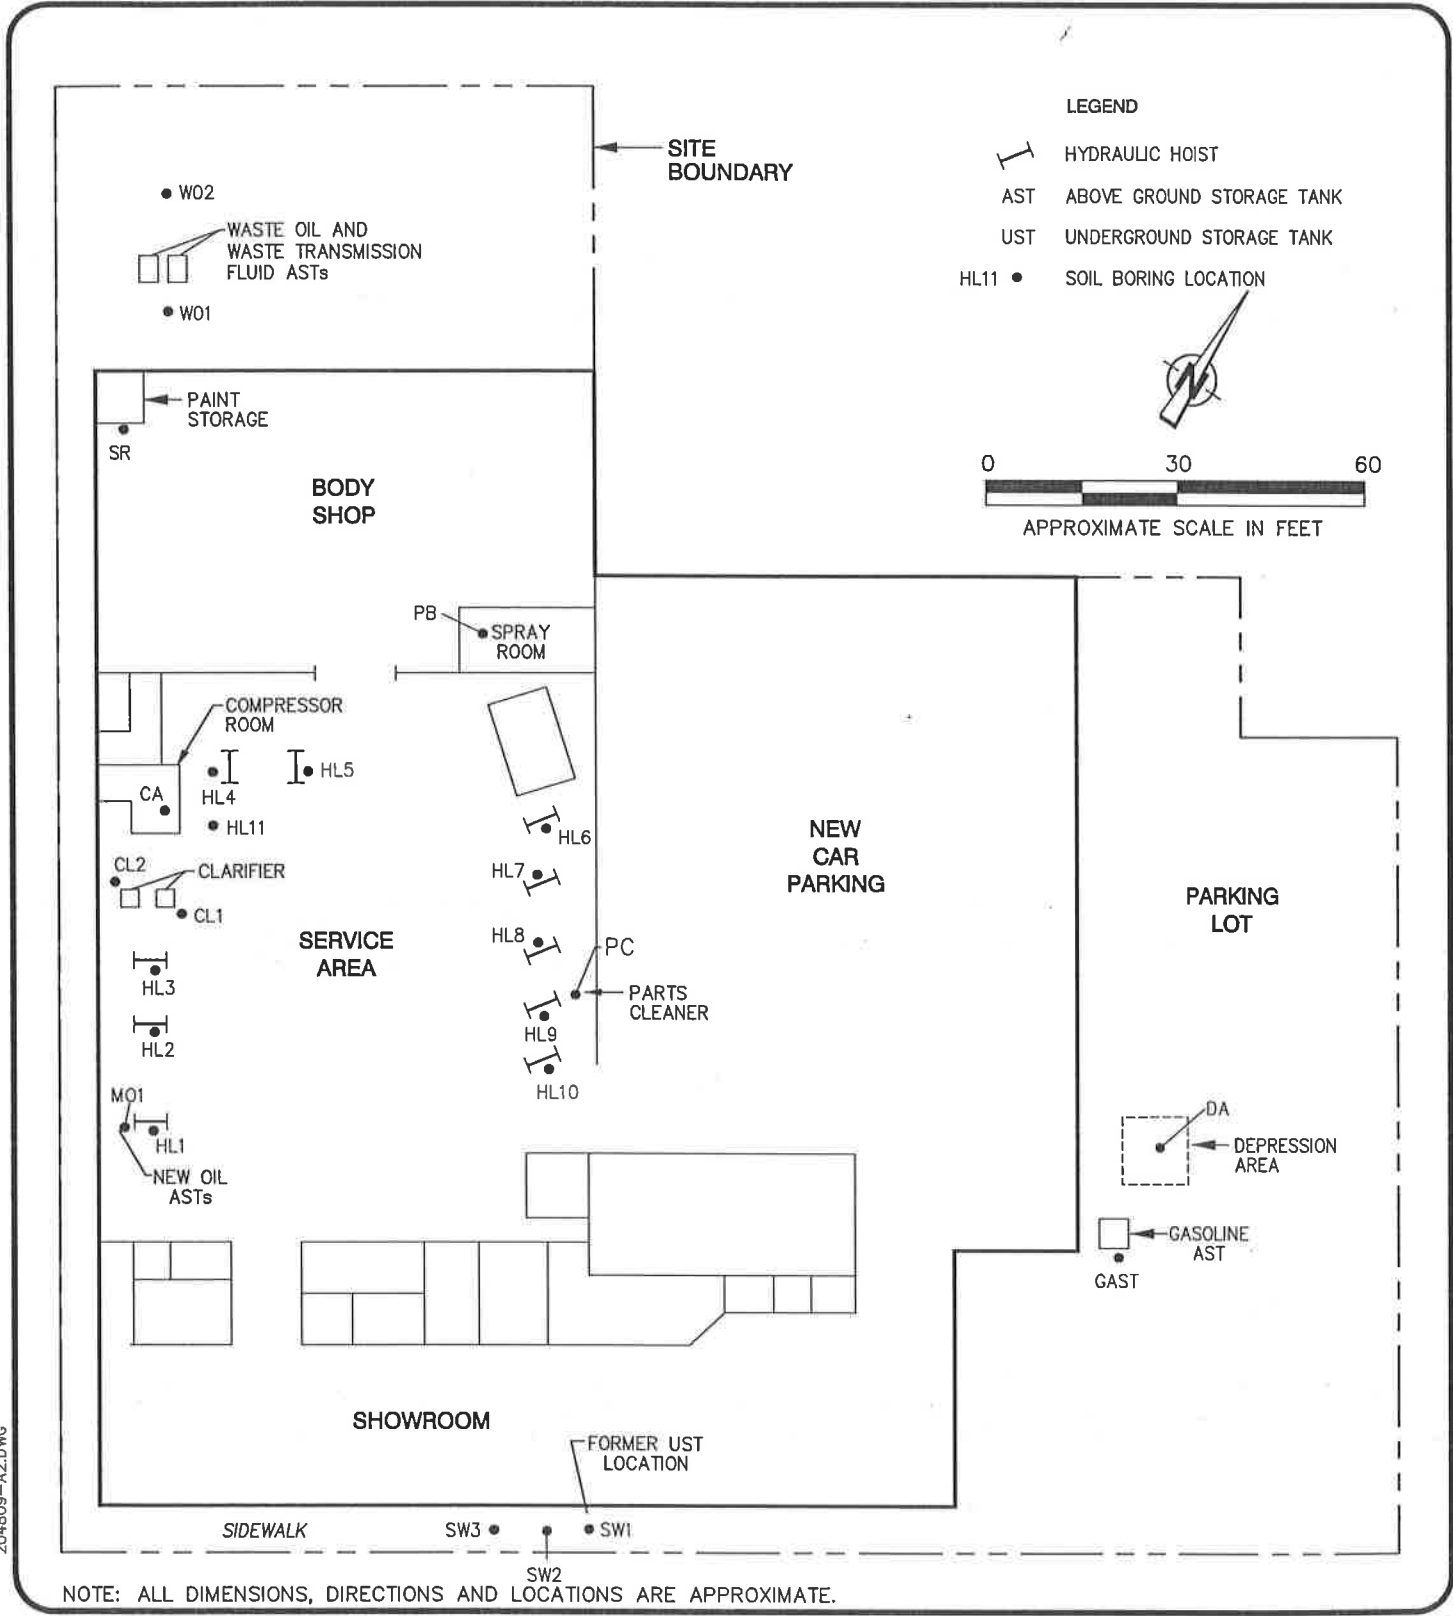 LEGEND
SITE
BOUNDARY
HYDRAULIC HOIST
AST ABOVE GROUND STORAGE TANK
UST UNDERGROUND STORAGE TANK
HL11 SOIL BORING LOCATION
N
0 30 60
APPROXIMATE SCALE IN FEET
WO2
WASTE OIL AND
WASTE TRANSMISSION
FLUID ASTs
WO1
PAINT
STORAGE
SR
BODY
SHOP
PB
SPRAY
ROOM
COMPRESSOR
ROOM
HL5
CA
HL4
HL11
HL6
CL2
CLARIFIER
HL7
CL1
NEW
CAR
PARKING
PARKING
LOT
SERVICE
AREA
HL8
PC
HL3
PARTS
CLEANER
HL9
HL2
HL10
MO1
HL1
NEW OIL
ASTs
DA
DEPRESSION
AREA
GASOLINE
AST
GAST
SHOWROOM
FORMER UST
LOCATION
SIDEWALK
SW3
SW1
SW2
NOTE: ALL DIMENSIONS, DIRECTIONS AND LOCATIONS ARE APPROXIMATE.